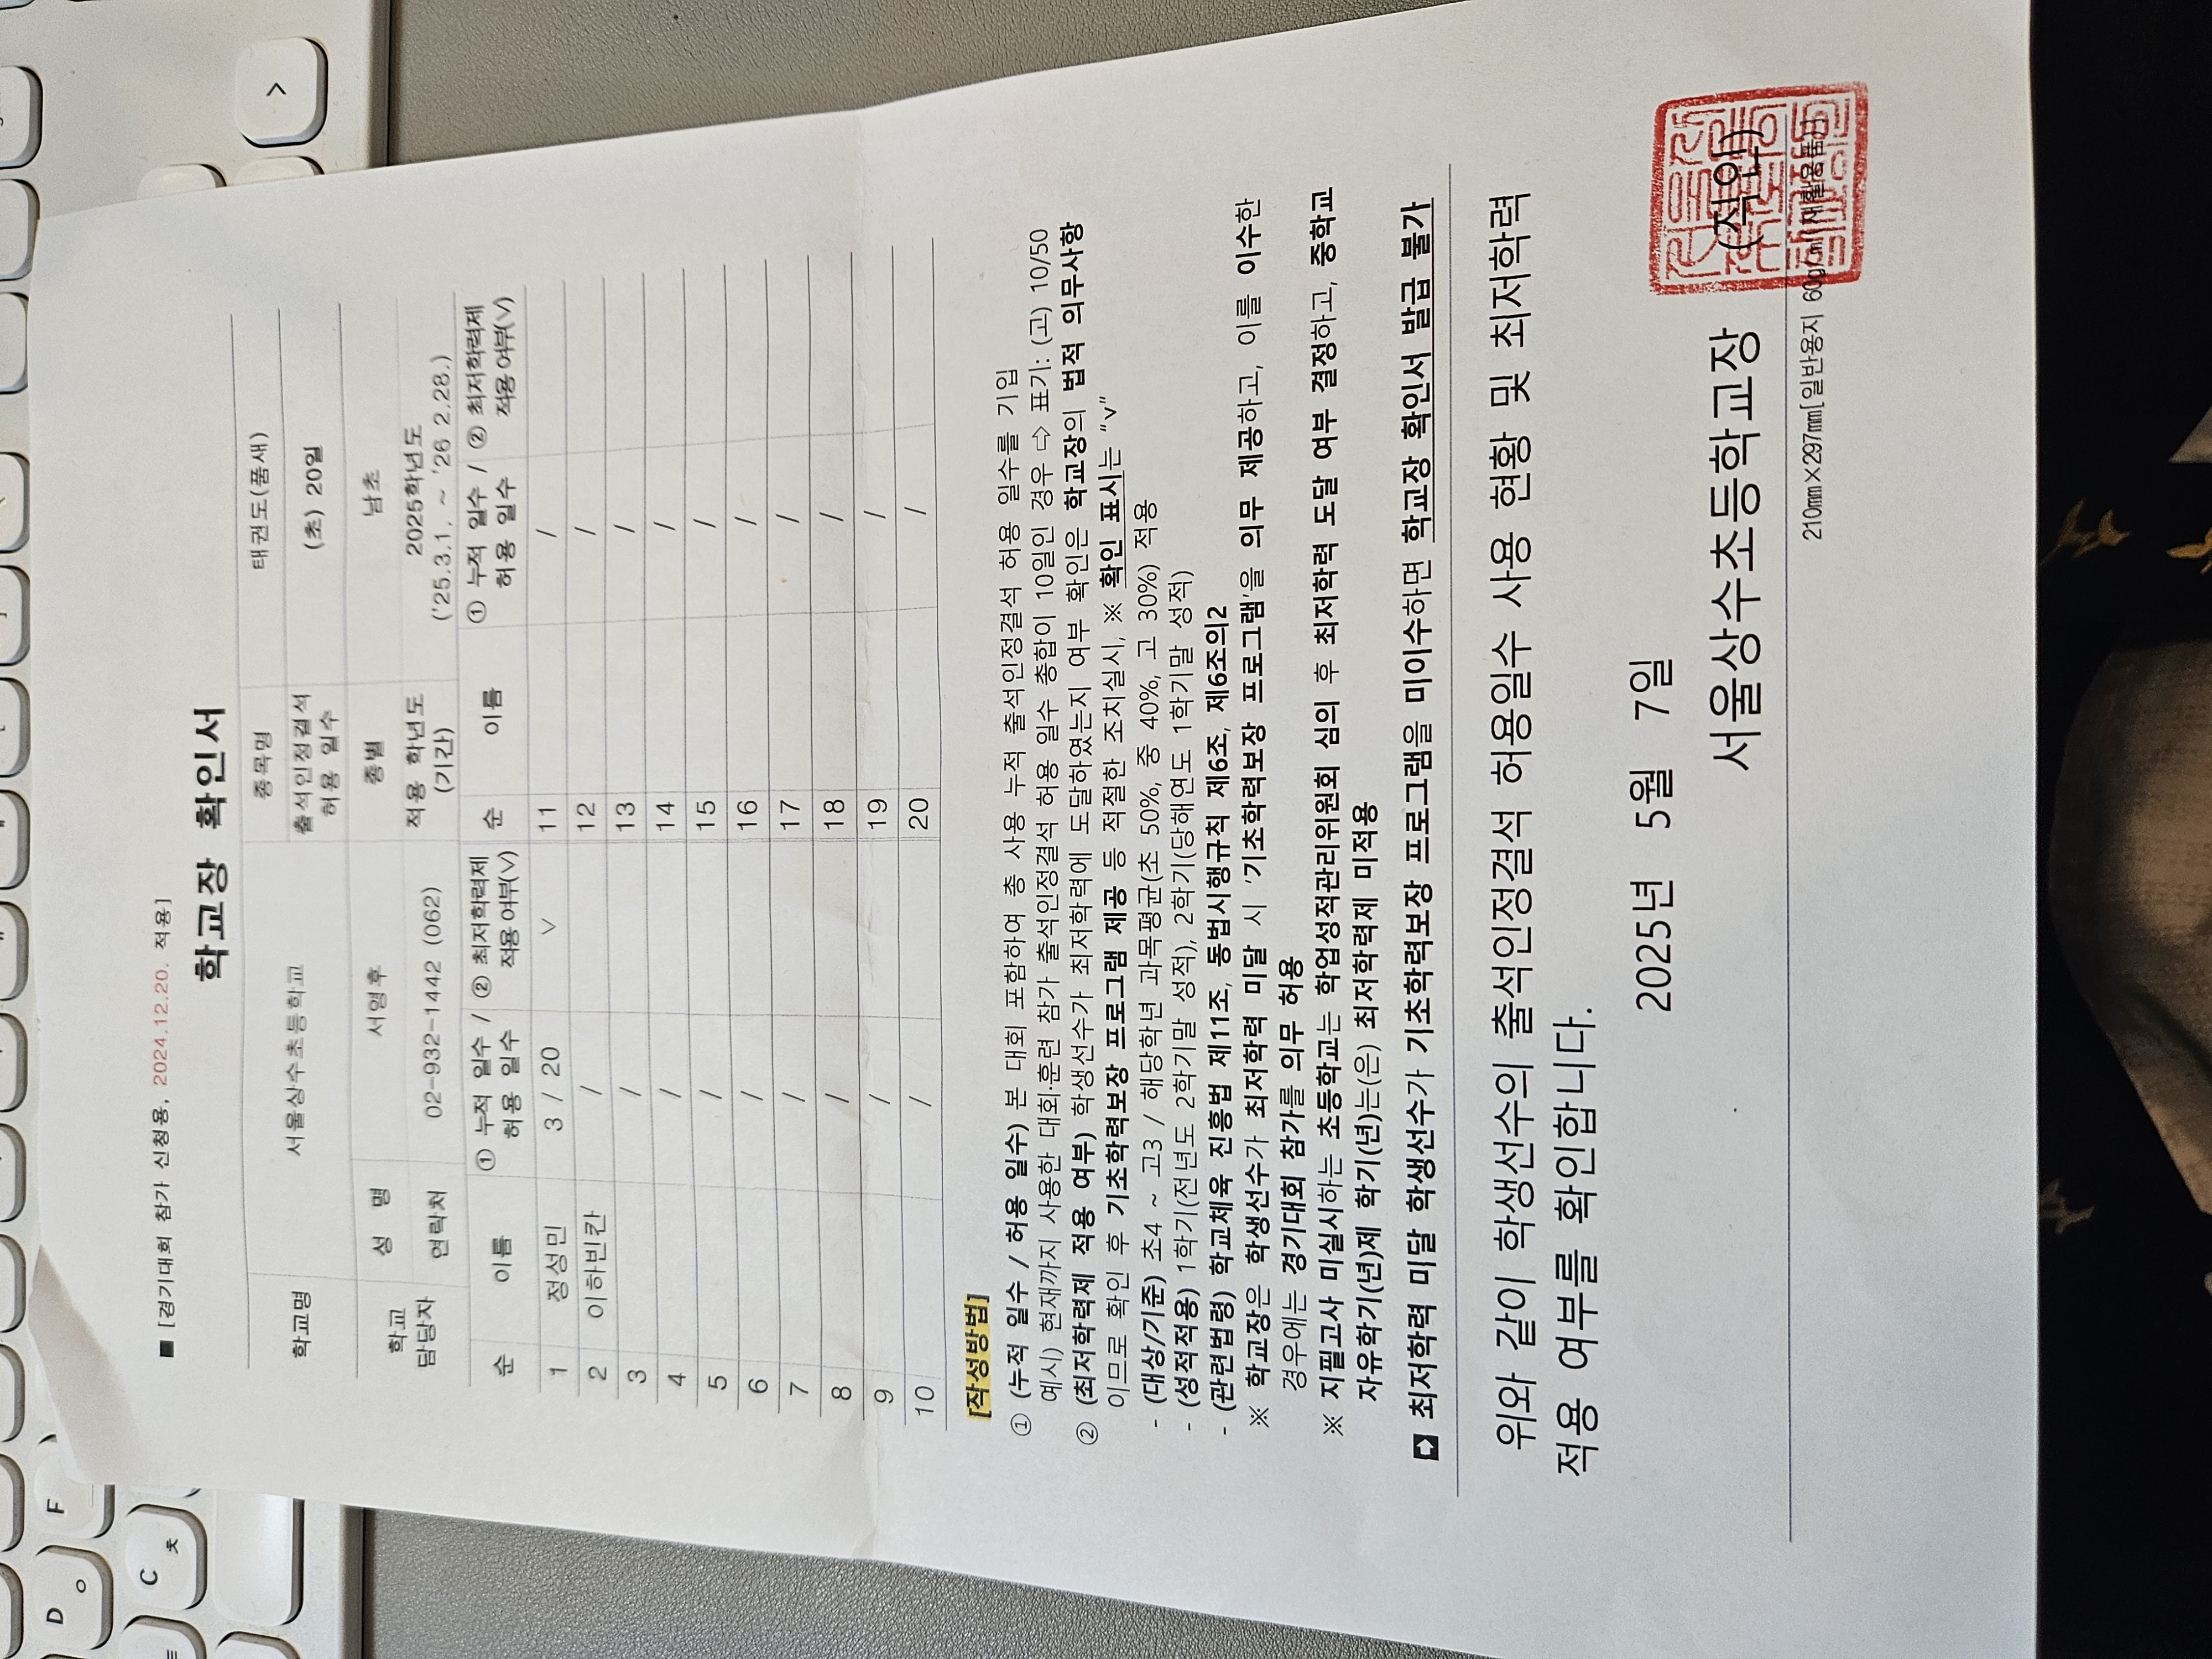 ■ [경기대회 참가 신청용, 2024.12.20. 적용]
학교장 확인서
학교명 서울상수초등학교 종목명 태권도(품새)
출석인정결석 허용 일수 (초) 20일
학교 담당자 성 명 서영후 종별 남초
연락처 02-932-1442 (062) 적용 학년도 (기간) 2025학년도 ('25.3.1. ~ '26 2.28.)
순 이름 ① 누적 일수 / 허용 일수 ② 최저학력제 적용 여부(V) 순 이름 ① 누적 일수 / 허용 일수 ② 최저학력제 적용 여부(V)
1 정성민 3 / 20 V 11 /
2 이하빈칸 / 12 /
3 / 13 /
4 / 14 /
5 / 15 /
6 / 16 /
7 / 17 /
8 / 18 /
9 / 19 /
10 / 20 /
[작성방법]
① (누적 일수 / 허용 일수) 본 대회 포함하여 총 사용 누적 출석인정결석 허용 일수를 기입
예시) 현재까지 사용한 대회·훈련 참가 출석인정결석 허용 일수 총합이 10일인 경우 ⇨ 표기: (고) 10/50
② (최저학력제 적용 여부) 학생선수가 최저학력에 도달하였는지 여부 확인은 학교장의 법적 의무사항
이므로 확인 후 기초학력보장 프로그램 제공 등 적절한 조치실시, ※ 확인 표시는 "v"
- (대상/기준) 초4 ~ 고3 / 해당학년 과목평균(초 50%, 중 40%, 고 30%) 적용
- (성적적용) 1학기(전년도 2학기말 성적), 2학기(당해연도 1학기말 성적)
- (관련법령) 학교체육 진흥법 제11조, 동법시행규칙 제6조, 제6조의2
※ 학교장은 학생선수가 최저학력 미달 시 '기초학력보장 프로그램'을 의무 제공하고, 이를 이수한
경우에는 경기대회 참가를 의무 허용
※ 지필고사 미실시하는 초등학교는 학업성적관리위원회 심의 후 최저학력 도달 여부 결정하고, 중학교
자유학기(년)제 학기(년)는(은) 최저학력제 미적용
➡ 최저학력 미달 학생선수가 기초학력보장 프로그램을 미이수하면 학교장 확인서 발급 불가
위와 같이 학생선수의 출석인정결석 허용일수 사용 현황 및 최저학력
적용 여부를 확인합니다.
2025년 5월 7일
서울상수초등학교장 (직인)
210㎜×297㎜[일반용지 60g/㎡(재활용품)]
F
D ㅇ
C ㅊ
>